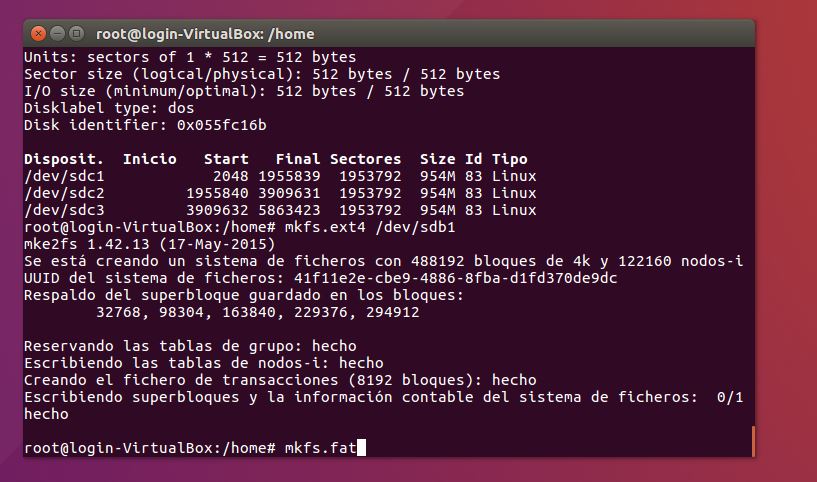 root@login-VirtualBox: /home
Units: sectors of 1 * 512 = 512 bytes
Sector size (logical/physical): 512 bytes / 512 bytes
I/O size (minimum/optimal): 512 bytes / 512 bytes
Disklabel type: dos
Disk identifier: 0x055fc16b

Disposit.  Inicio   Start   Final Sectores  Size Id Tipo
/dev/sdc1            2048 1955839  1953792  954M 83 Linux
/dev/sdc2         1955840 3909631  1953792  954M 83 Linux
/dev/sdc3         3909632 5863423  1953792  954M 83 Linux
root@login-VirtualBox:/home# mkfs.ext4 /dev/sdb1
mke2fs 1.42.13 (17-May-2015)
Se está creando un sistema de ficheros con 488192 bloques de 4k y 122160 nodos-i
UUID del sistema de ficheros: 41f11e2e-cbe9-4886-8fba-d1fd370de9dc
Respaldo del superbloque guardado en los bloques:
        32768, 98304, 163840, 229376, 294912

Reservando las tablas de grupo: hecho
Escribiendo las tablas de nodos-i: hecho
Creando el fichero de transacciones (8192 bloques): hecho
Escribiendo superbloques y la información contable del sistema de ficheros:  0/1
hecho

root@login-VirtualBox:/home# mkfs.fat